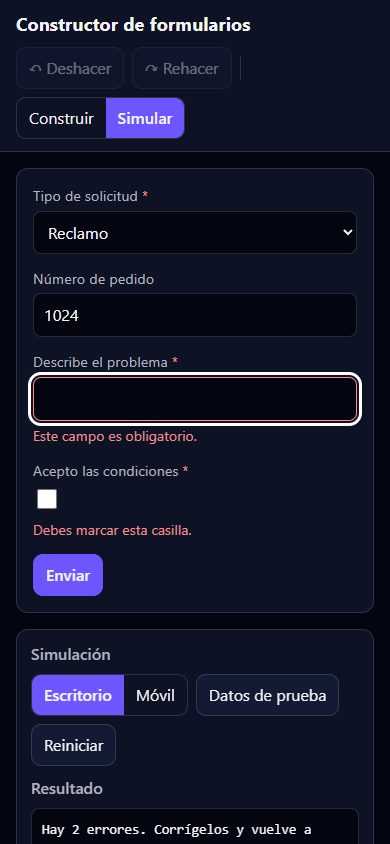 Constructor de formularios
↶ Deshacer ↷ Rehacer
Construir Simular
Tipo de solicitud *
Reclamo
Número de pedido
1024
Describe el problema *
Este campo es obligatorio.
Acepto las condiciones *
Debes marcar esta casilla.
Enviar
Simulación
Escritorio Móvil Datos de prueba
Reiniciar
Resultado
Hay 2 errores. Corrígelos y vuelve a